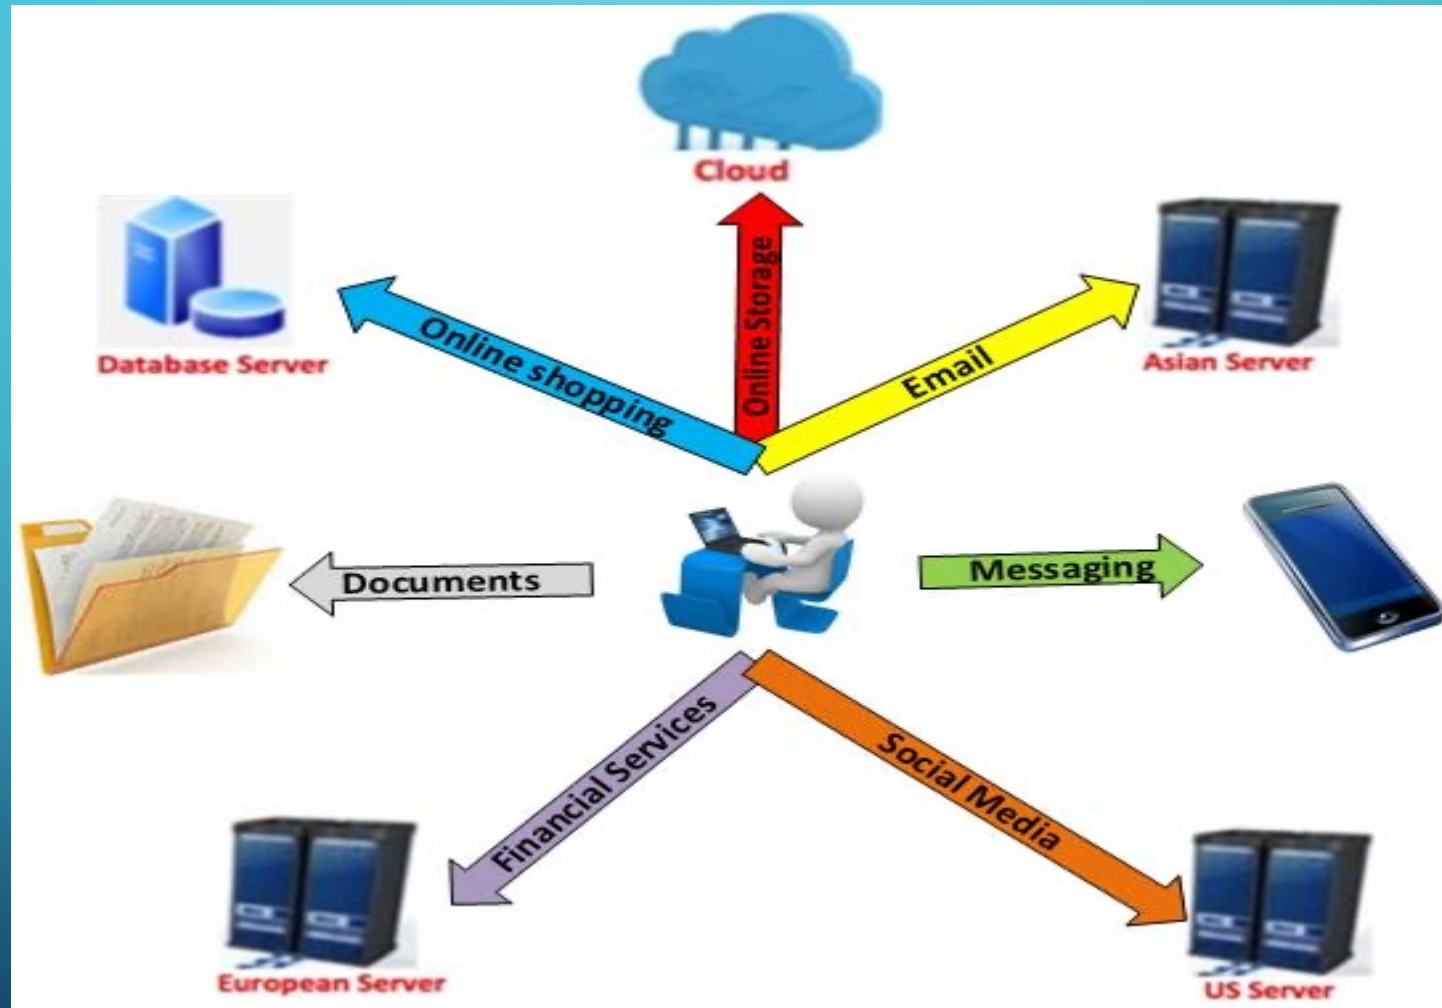 Cloud
Online Storage
Database Server
Online shopping
Email
Asian Server
Documents
Messaging
Financial Services
Social Media
European Server
US Server